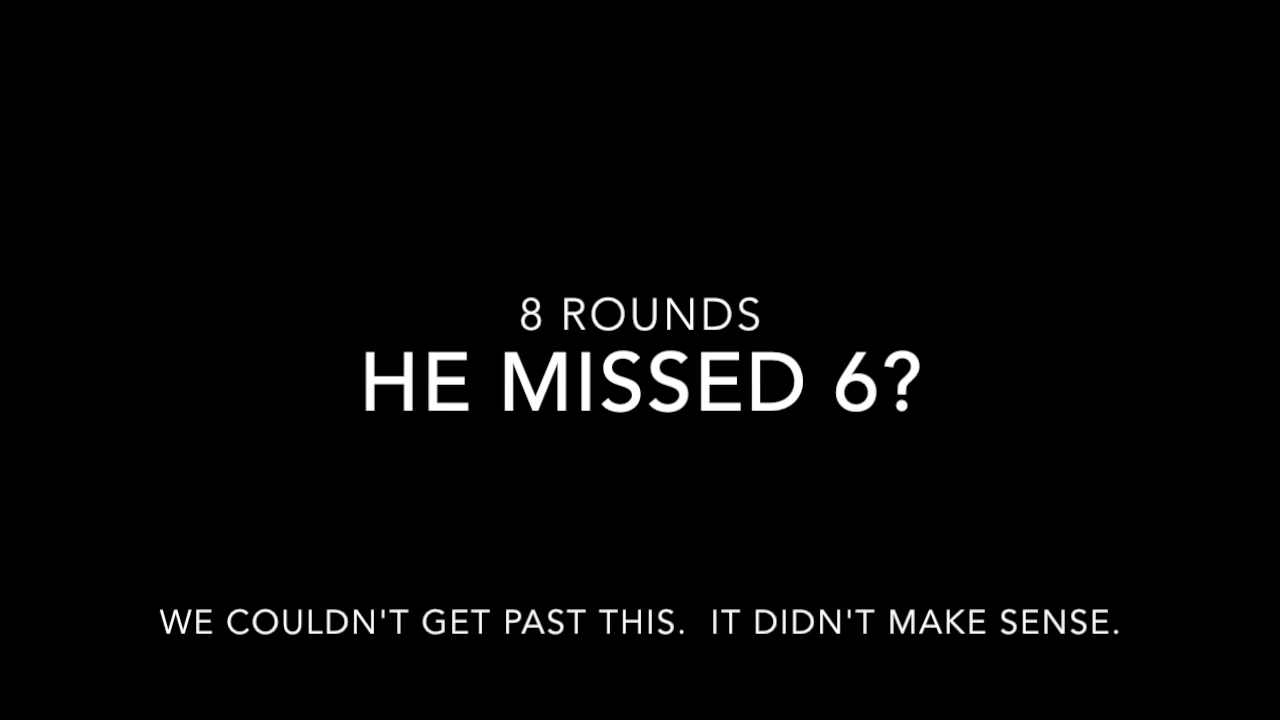 8 ROUNDS
HE MISSED 6?
WE COULDN'T GET PAST THIS.  IT DIDN'T MAKE SENSE.